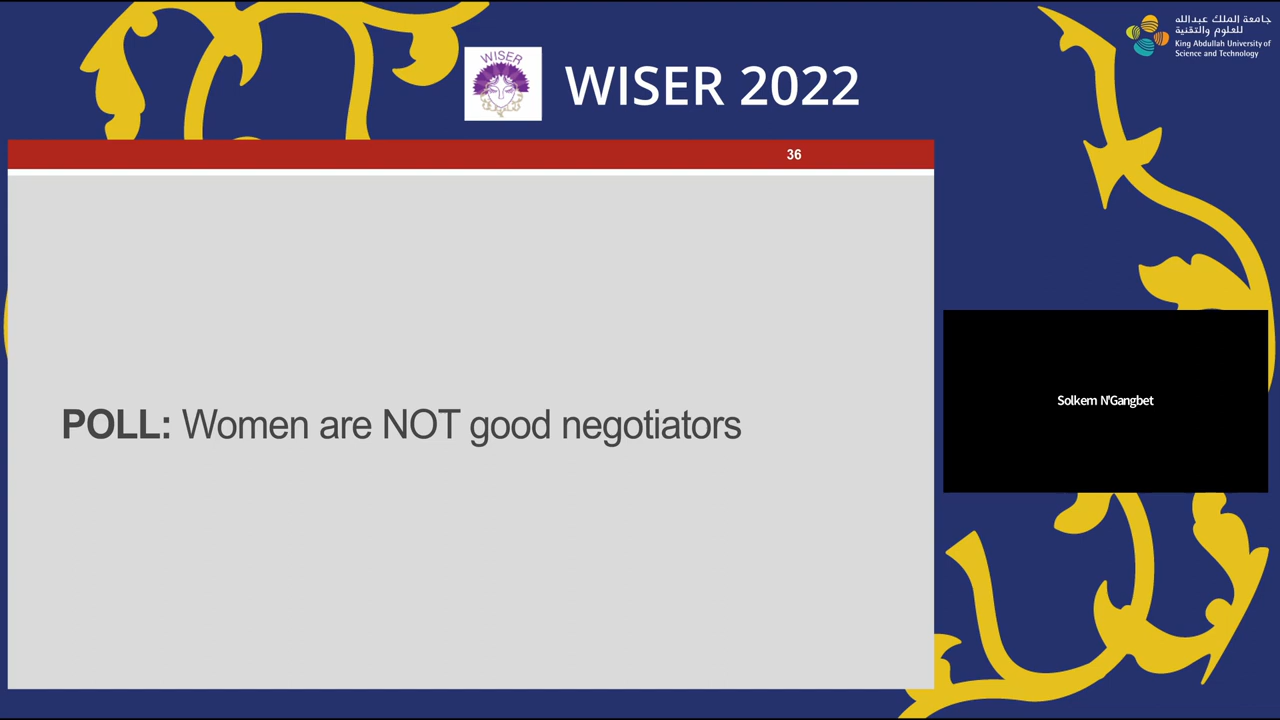 جامعة الملك عبدالله
للعلوم والتقنية
King Abdullah University of
Science and Technology
WISER
WISER 2022
36
POLL: Women are NOT good negotiators
Solkem N'Gangbet